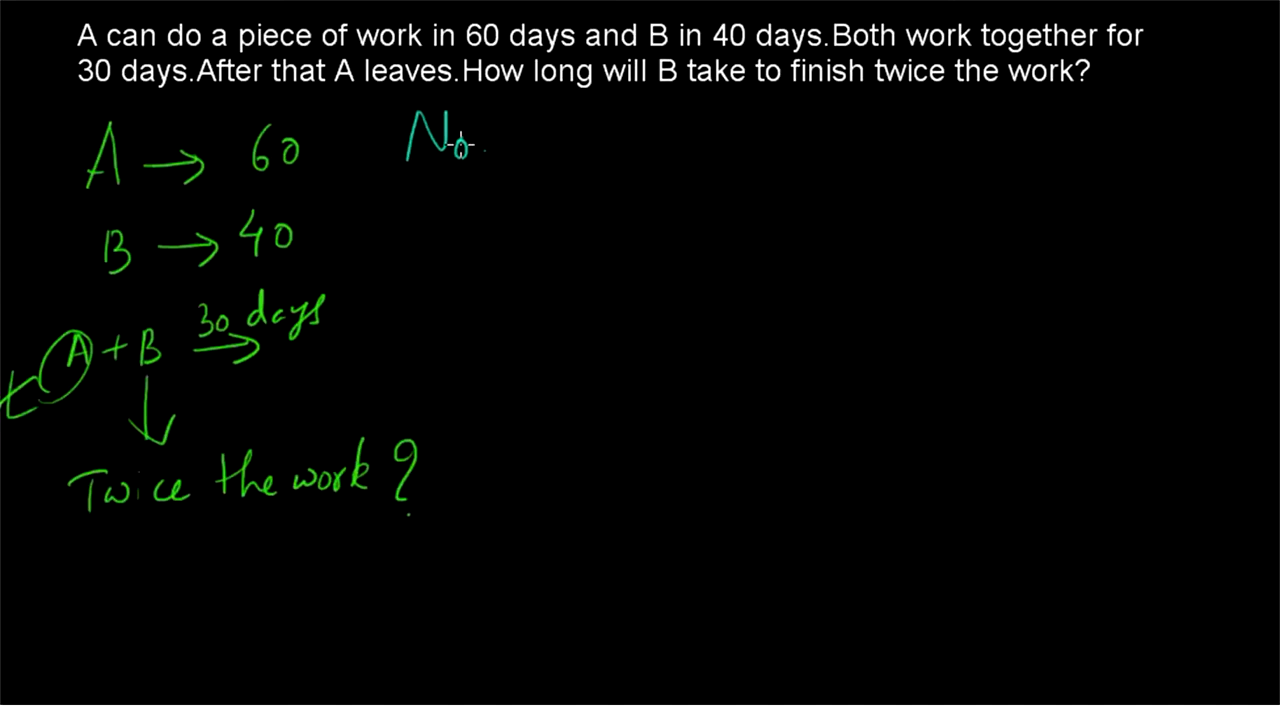 A can do a piece of work in 60 days and B in 40 days.Both work together for
30 days.After that A leaves.How long will B take to finish twice the work?
A → 60 No
B → 40
A + B 30 days →
Twice the work ?